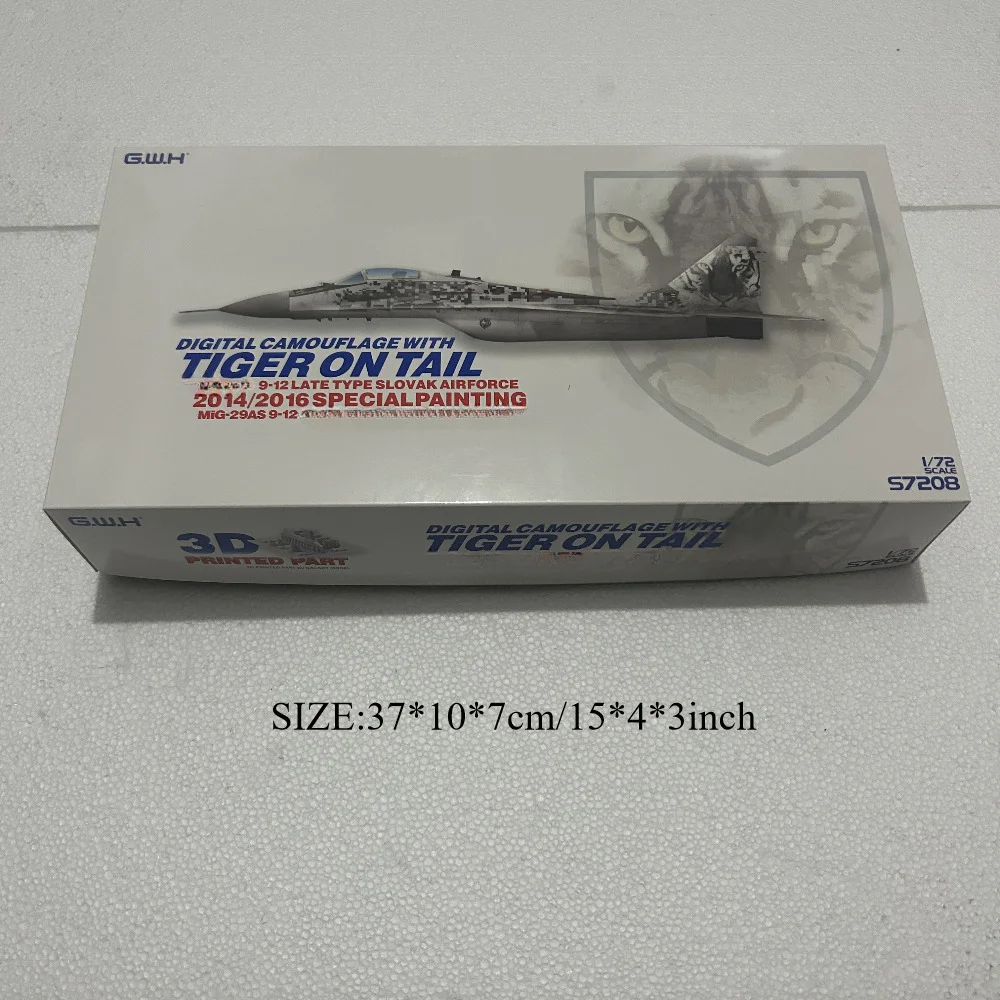 G.W.H
DIGITAL CAMOUFLAGE WITH
TIGER ON TAIL
9-12 LATE TYPE SLOVAK AIRFORCE
2014/2016 SPECIAL PAINTING
MiG-29AS 9-12
1/72
SCALE
S7208
G.W.H
3D
PRINTED PART
DIGITAL CAMOUFLAGE WITH
TIGER ON TAIL
1/72
S7208
SIZE:37*10*7cm/15*4*3inch